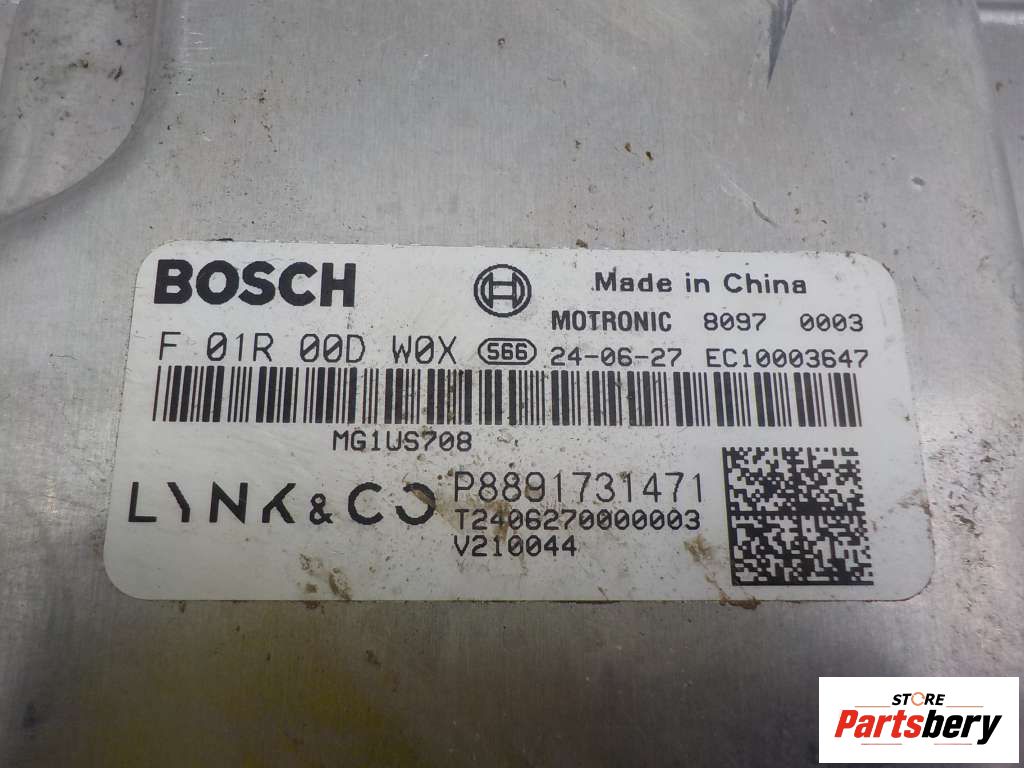 BOSCH
Made in China
MOTRONIC 8097 0003
F 01R 00D W0X S66 24-06-27 EC10003647
MG1US708
LYNK & CO
P8891731471
T2406270000003
V210044
STORE
Partsbery